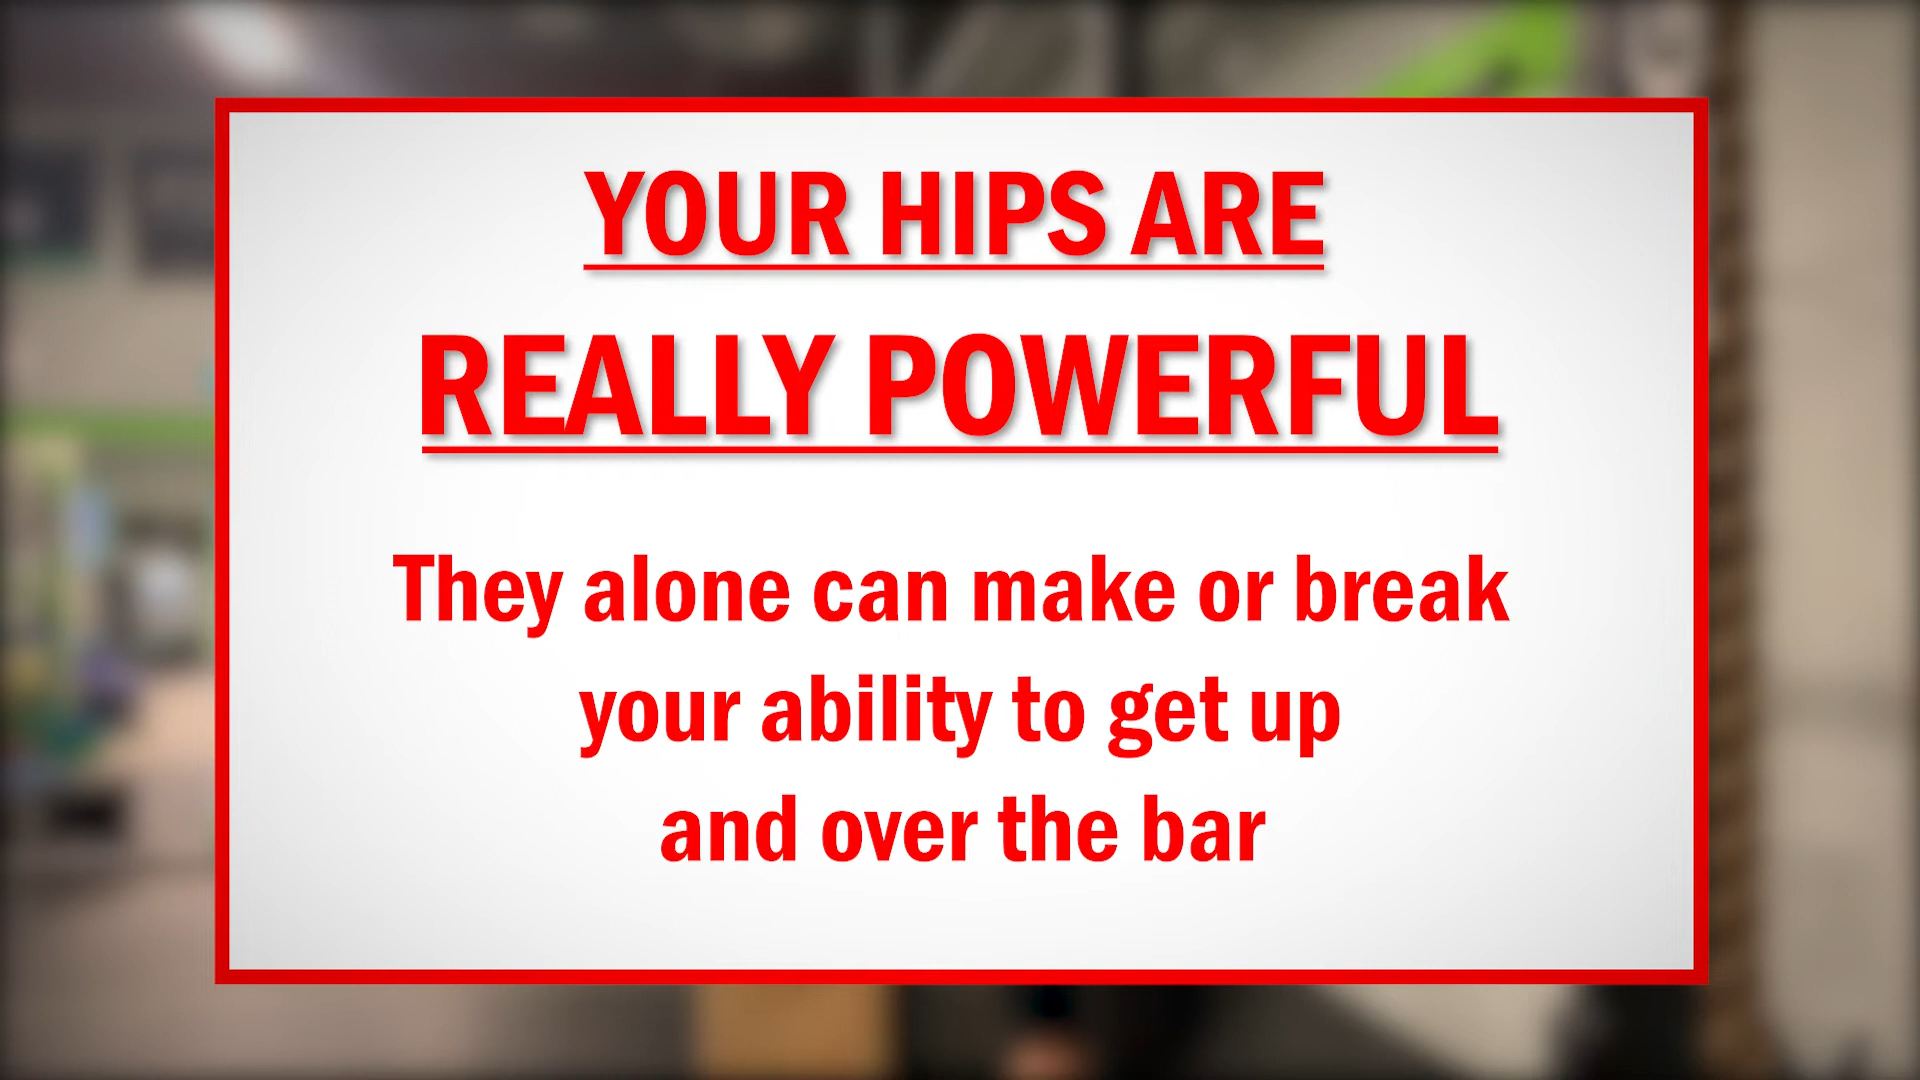 YOUR HIPS ARE
REALLY POWERFUL
They alone can make or break
your ability to get up
and over the bar